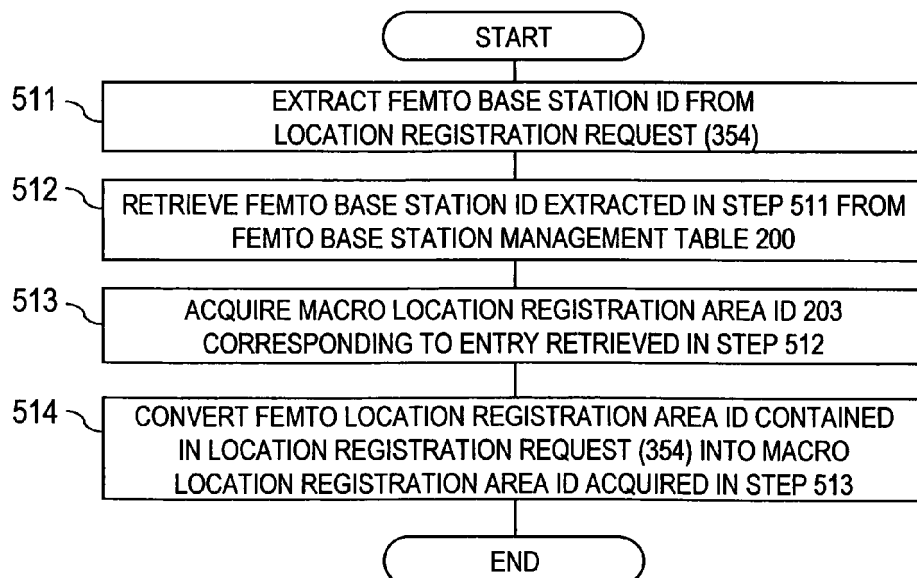 START
511
EXTRACT FEMTO BASE STATION ID FROM
LOCATION REGISTRATION REQUEST (354)
512
RETRIEVE FEMTO BASE STATION ID EXTRACTED IN STEP 511 FROM
FEMTO BASE STATION MANAGEMENT TABLE 200
513
ACQUIRE MACRO LOCATION REGISTRATION AREA ID 203
CORRESPONDING TO ENTRY RETRIEVED IN STEP 512
514
CONVERT FEMTO LOCATION REGISTRATION AREA ID CONTAINED
IN LOCATION REGISTRATION REQUEST (354) INTO MACRO
LOCATION REGISTRATION AREA ID ACQUIRED IN STEP 513
END